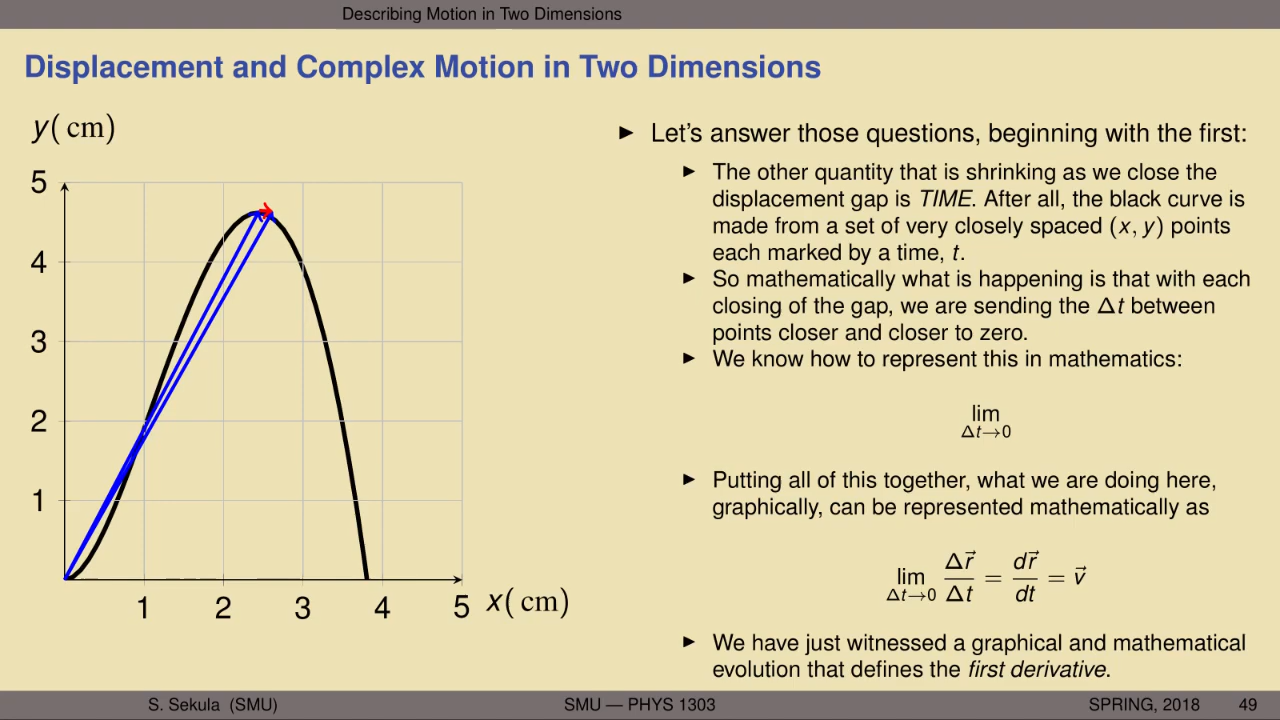 Describing Motion in Two Dimensions
Displacement and Complex Motion in Two Dimensions
y( cm)
5
4
3
2
1
1 2 3 4 5 x( cm)
► Let's answer those questions, beginning with the first:
► The other quantity that is shrinking as we close the
displacement gap is TIME. After all, the black curve is
made from a set of very closely spaced (x, y) points
each marked by a time, t.
► So mathematically what is happening is that with each
closing of the gap, we are sending the Δt between
points closer and closer to zero.
► We know how to represent this in mathematics:
lim
Δt→0
► Putting all of this together, what we are doing here,
graphically, can be represented mathematically as
lim Δt→0 Δr⃗/Δt = dr⃗/dt = v⃗
► We have just witnessed a graphical and mathematical
evolution that defines the first derivative.
S. Sekula (SMU) SMU — PHYS 1303 SPRING, 2018 49